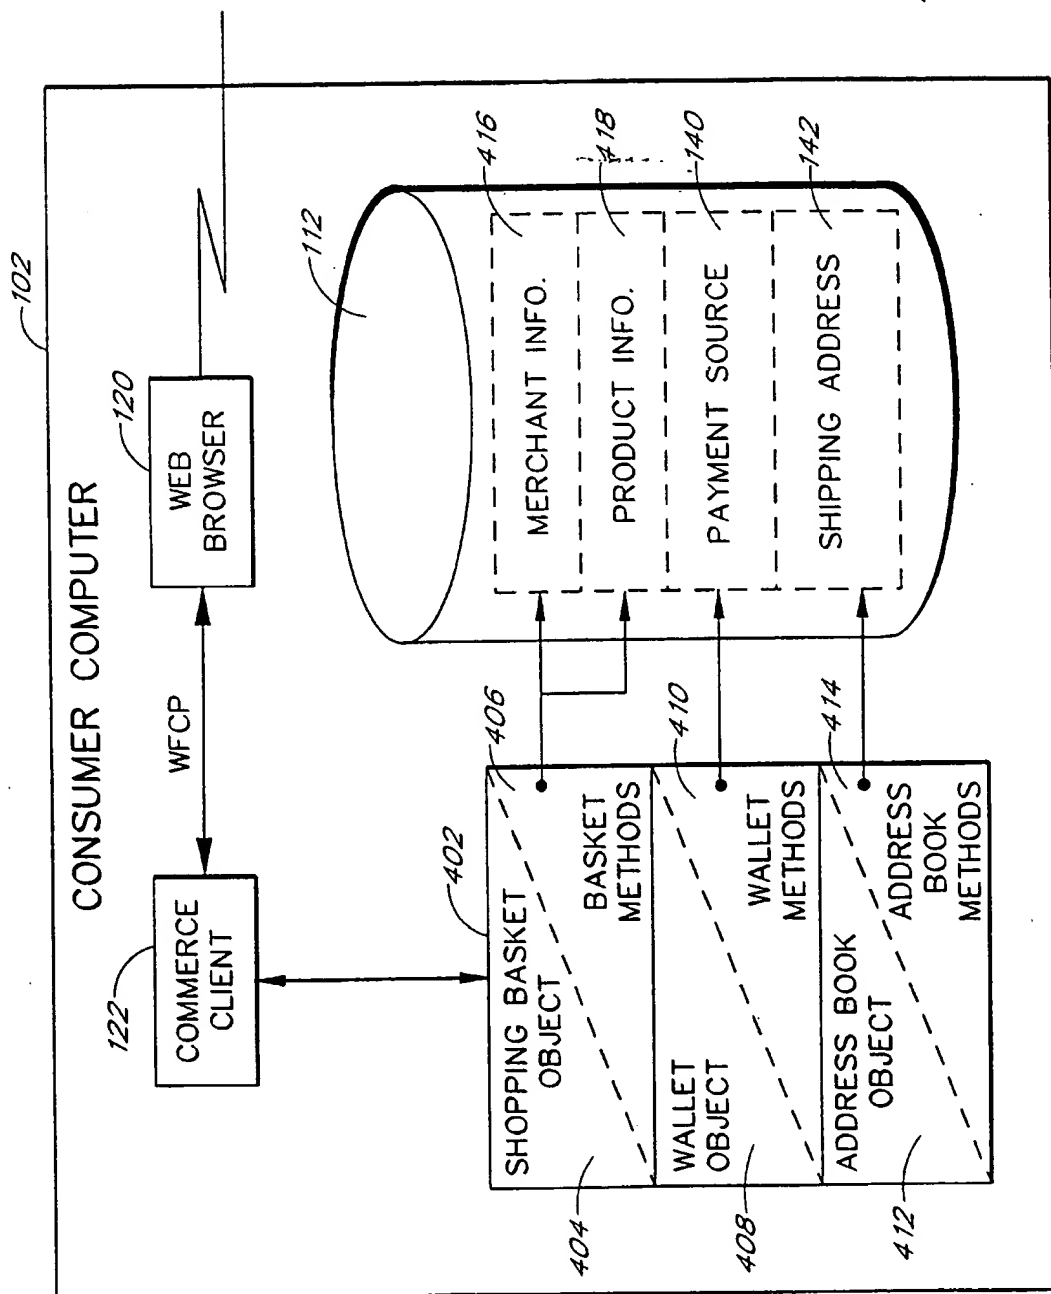 102
CONSUMER COMPUTER
122
COMMERCE
CLIENT
WFCP
120
WEB
BROWSER
402
SHOPPING BASKET
OBJECT
404
406
BASKET
METHODS
WALLET
OBJECT
408
410
WALLET
METHODS
ADDRESS BOOK
OBJECT
412
414
ADDRESS
BOOK
METHODS
112
MERCHANT INFO.
416
PRODUCT INFO.
418
PAYMENT SOURCE
140
SHIPPING ADDRESS
142